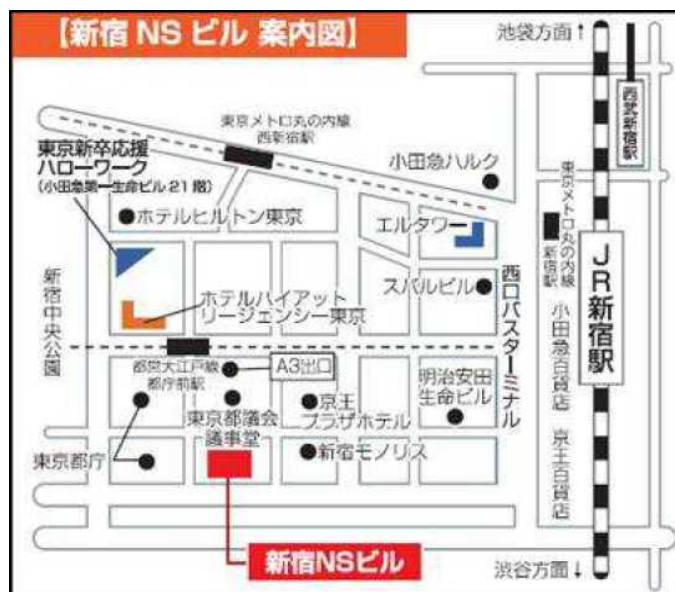 【新宿 NS ビル 案内図】
池袋方面↑
西武新宿駅
東京メトロ丸の内線
西新宿駅
東京新卒応援
ハローワーク
(小田急第一生命ビル21階)
小田急ハルク
ホテルヒルトン東京
エルタワー
東京メトロ丸の内線
新宿駅
JR新宿駅
新宿中央公園
ホテルハイアット
リージェンシー東京
スバルビル
西口バスターミナル
小田急百貨店
都営大江戸線
都庁前駅
A3出口
明治安田
生命ビル
京王
プラザホテル
東京都議会
議事堂
京王百貨店
東京都庁
新宿モノリス
新宿NSビル
渋谷方面↓